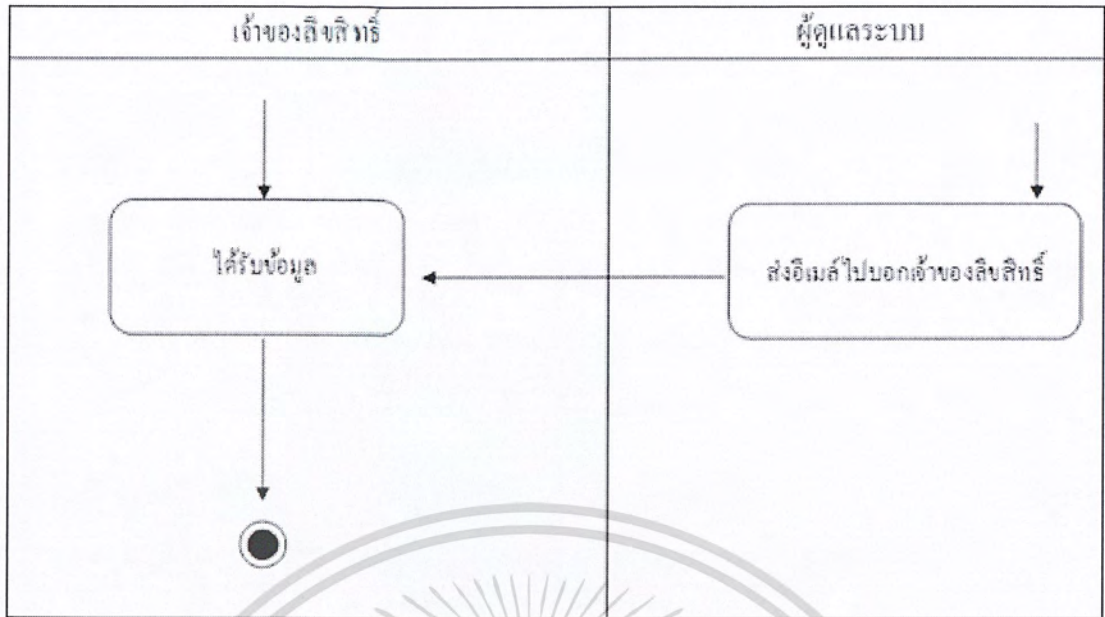 เจ้าของลิขสิทธิ์
ผู้ดูแลระบบ
ได้รับข้อมูล
ส่งอีเมล์ไปบอกเจ้าของลิขสิทธิ์